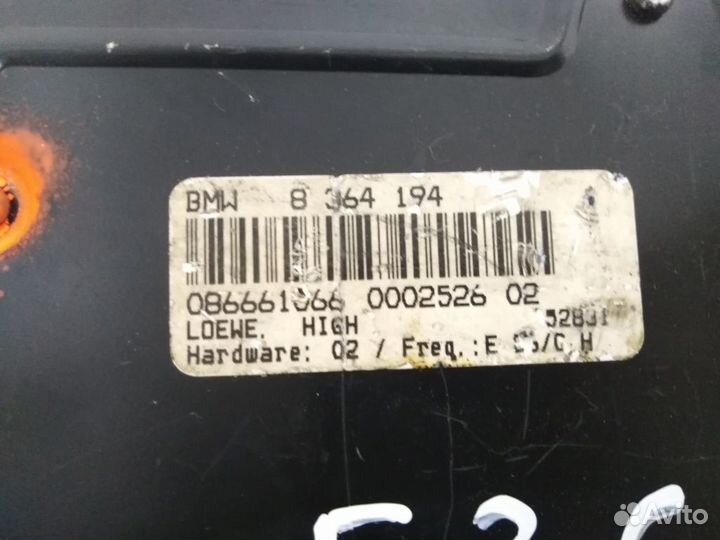 BMW 8 364 194
086661066 0002526 02
LOEWE. HIGH 52831
Hardware: 02 / Freq.:E
Avito